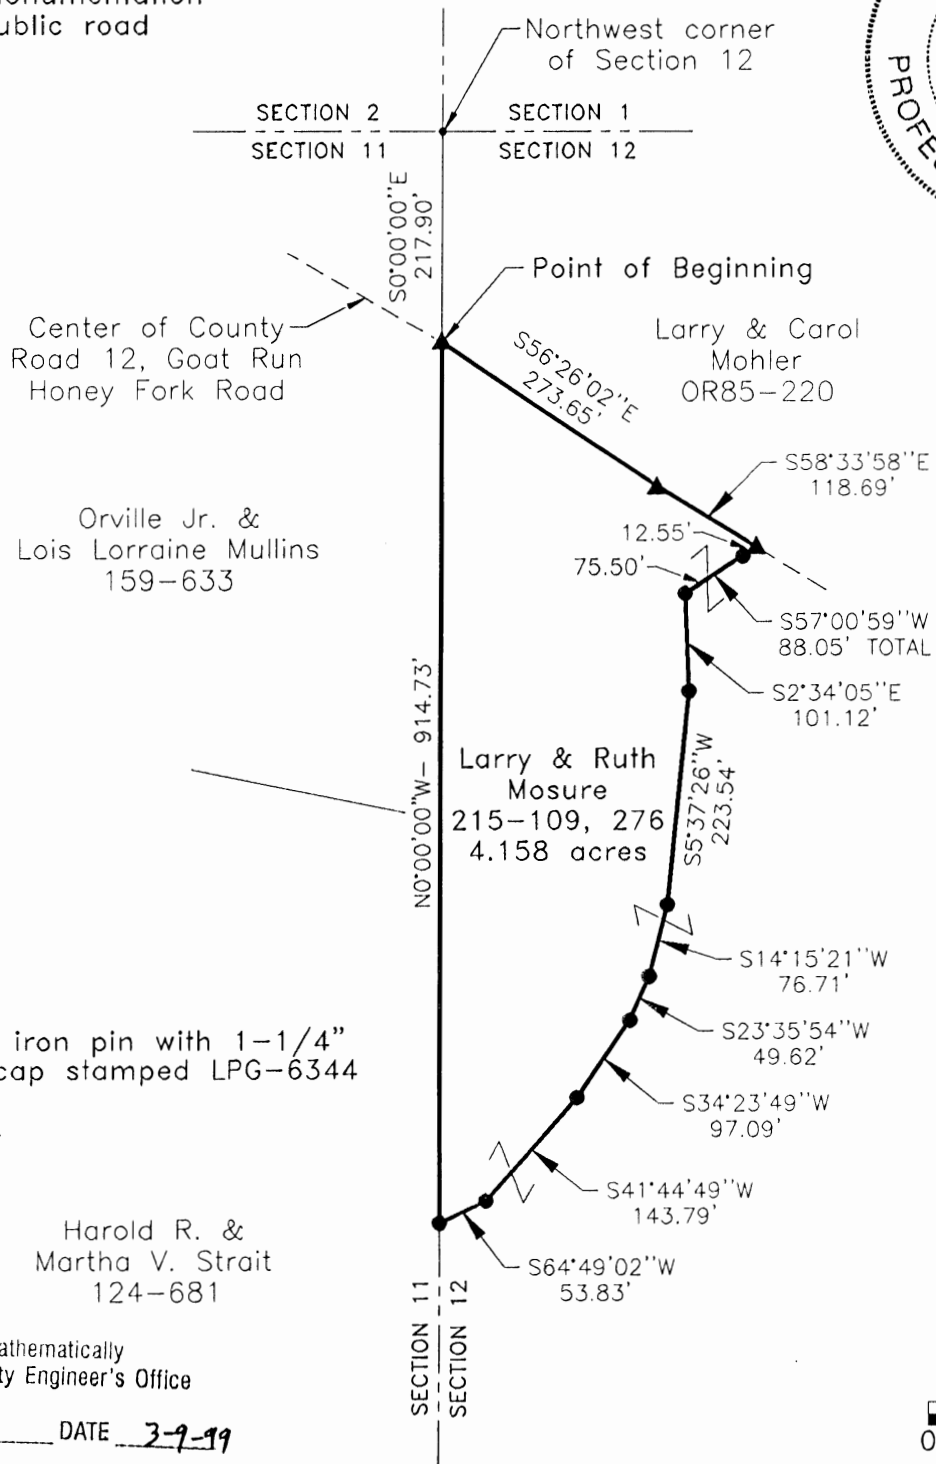 ublic road
Northwest corner
of Section 12
PROFES
SECTION 2
SECTION 1
SECTION 11
SECTION 12
S0°00'00"E
217.90'
Point of Beginning
Center of County
Road 12, Goat Run
Honey Fork Road
Larry & Carol
Mohler
OR85-220
S56°26'02"E
273.65'
S58°33'58"E
118.69'
Orville Jr. &
Lois Lorraine Mullins
159-633
12.55'
75.50'
S57°00'59"W
88.05' TOTAL
S2°34'05"E
101.12'
N0°00'00"W- 914.73'
Larry & Ruth
Mosure
215-109, 276
4.158 acres
S5°37'26"W
223.54'
S14°15'21"W
76.71'
S23°35'54"W
49.62'
iron pin with 1-1/4"
cap stamped LPG-6344
S34°23'49"W
97.09'
S41°44'49"W
143.79'
Harold R. &
Martha V. Strait
124-681
S64°49'02"W
53.83'
SECTION 11
SECTION 12
athematically
ty Engineer's Office
DATE 3-9-99
0